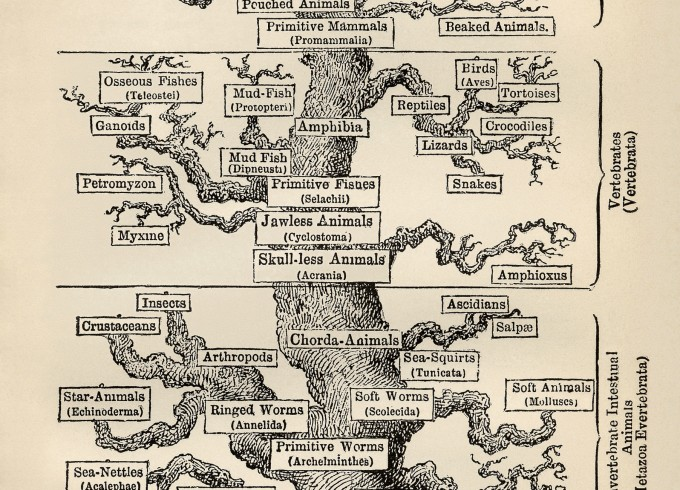 Pouched Animals
Primitive Mammals
(Promammalia)
Beaked Animals.
Osseous Fishes
(Teleostei)
Mud-Fish
(Protopteri)
Birds
(Aves)
Tortoises
Reptiles
Ganoids
Amphibia
Crocodiles
Lizards
Mud Fish
(Dipneusti)
Petromyzon
Primitive Fishes
(Selachii)
Snakes
Jawless Animals
(Cyclostoma)
Myxine
Skull-less Animals
(Acrania)
Amphioxus
Vertebrates
(Vertebrata)
Insects
Ascidians
Crustaceans
Salpæ
Chorda-Animals
Arthropods
Sea-Squirts
(Tunicata)
Star-Animals
(Echinoderma)
Soft Worms
(Scolecida)
Soft Animals
(Molluscs)
Ringed Worms
(Annelida)
Primitive Worms
(Archelminthes)
Sea-Nettles
(Acalephae)
vertebrate Intestinal
Animals
Metazoa Evertebrata)